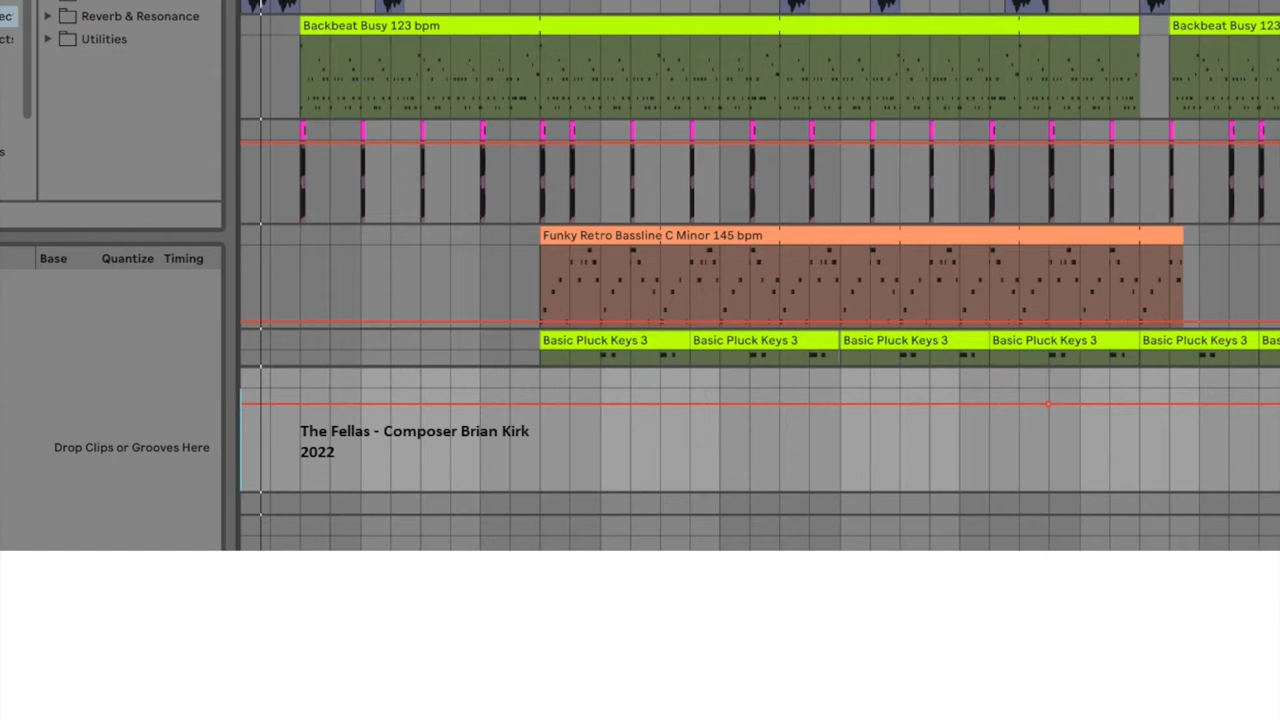 Reverb & Resonance
Utilities
Backbeat Busy 123 bpm
Backbeat Busy 123
Funky Retro Bassline C Minor 145 bpm
Base Quantize Timing
Basic Pluck Keys 3 Basic Pluck Keys 3 Basic Pluck Keys 3 Basic Pluck Keys 3 Basic Pluck Keys 3 Bas
The Fellas - Composer Brian Kirk
2022
Drop Clips or Grooves Here